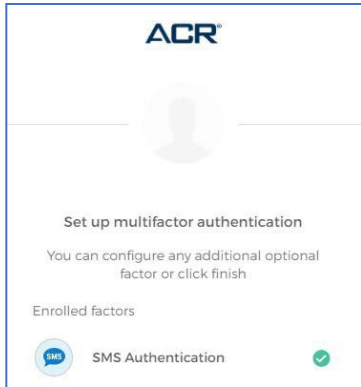 ACR®
Set up multifactor authentication
You can configure any additional optional
factor or click finish
Enrolled factors
SMS
SMS Authentication